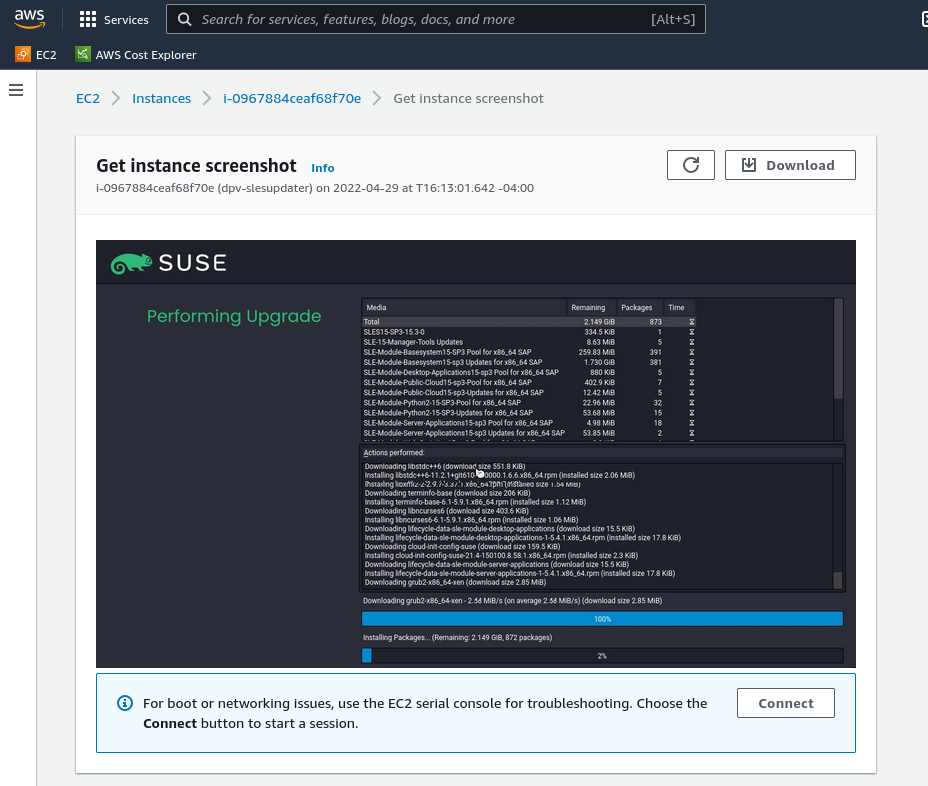 aws Services Search for services, features, blogs, docs, and more [Alt+S]
EC2 AWS Cost Explorer
EC2 Instances i-0967884ceaf68f70e Get instance screenshot
Get instance screenshot Info
Download
i-0967884ceaf68f70e (dpv-slesupdater) on 2022-04-29 at T16:13:01.642 -04:00
SUSE
Performing Upgrade
Media Remaining Packages Time
Total 2.149 GiB 873
SLES15-SP3-15.3-0 334.5 KiB 1
SLE-15-Manager-Tools Updates 8.63 MiB 5
SLE-Module-Basesystem15-SP3 Pool for x86_64 SAP 259.83 MiB 391
SLE-Module-Basesystem15-sp3 Updates for x86_64 SAP 1.730 GiB 381
SLE-Module-Desktop-Applications15-sp3 Pool for x86_64 SAP 880 KiB 5
SLE-Module-Public-Cloud15-sp3-Pool for x86_64 SAP 402.9 KiB 7
SLE-Module-Public-Cloud15-sp3-Updates for x86_64 SAP 12.42 MiB 5
SLE-Module-Python2-15-SP3-Pool for x86_64 SAP 22.96 MiB 32
SLE-Module-Python2-15-SP3-Updates for x86_64 SAP 53.68 MiB 15
SLE-Module-Server-Applications15-sp3 Pool for x86_64 SAP 4.98 MiB 18
SLE-Module-Server-Applications15-sp3 Updates for x86_64 SAP 53.85 MiB 2
Actions performed:
Downloading libstdc++6 (download size 551.8 KiB)
Installing (installed size 2.06 MiB)
Installing (installed size 1.54 MiB)
Downloading terminfo-base (download size 206 KiB)
Installing terminfo-base-6.1-5.9.1.x86_64.rpm (installed size 1.12 MiB)
Downloading libncurses6 (download size 403.6 KiB)
Installing libncurses6-6.1-5.9.1.x86_64.rpm (installed size 1.06 MiB)
Downloading lifecycle-data-sle-module-desktop-applications (download size 15.5 KiB)
Installing lifecycle-data-sle-module-desktop-applications-1-5.4.1.x86_64.rpm (installed size 17.8 KiB)
Downloading cloud-init-config-suse (download size 159.5 KiB)
Installing cloud-init-config-suse-21.4-150100.8.58.1.x86_64.rpm (installed size 2.3 KiB)
Downloading lifecycle-data-sle-module-server-applications (download size 15.5 KiB)
Installing lifecycle-data-sle-module-server-applications-1-5.4.1.x86_64.rpm (installed size 17.8 KiB)
Downloading grub2-x86_64-xen (download size 2.85 MiB)
Downloading grub2-x86_64-xen - MiB/s (on average MiB/s) (download size 2.85 MiB)
100%
Installing Packages... (Remaining: 2.149 GiB, 872 packages)
2%
For boot or networking issues, use the EC2 serial console for troubleshooting. Choose the
Connect button to start a session.
Connect